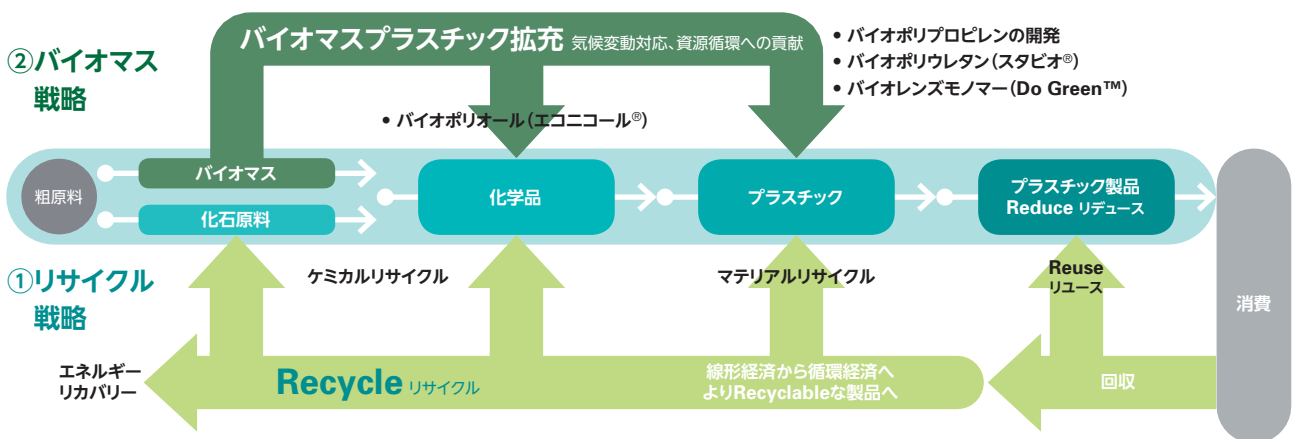 ②バイオマス
戦略
バイオマスプラスチック拡充 気候変動対応、資源循環への貢献
• バイオポリプロピレンの開発
• バイオポリウレタン（スタビオ®）
• バイオレンズモノマー（Do Green™）
• バイオポリオール（エコニコール®）
粗原料
バイオマス
化石原料
化学品
プラスチック
プラスチック製品
Reduce リデュース
消費
①リサイクル
戦略
ケミカルリサイクル
マテリアルリサイクル
Reuse
リユース
エネルギー
リカバリー
Recycle リサイクル
線形経済から循環経済へ
よりRecyclableな製品へ
回収